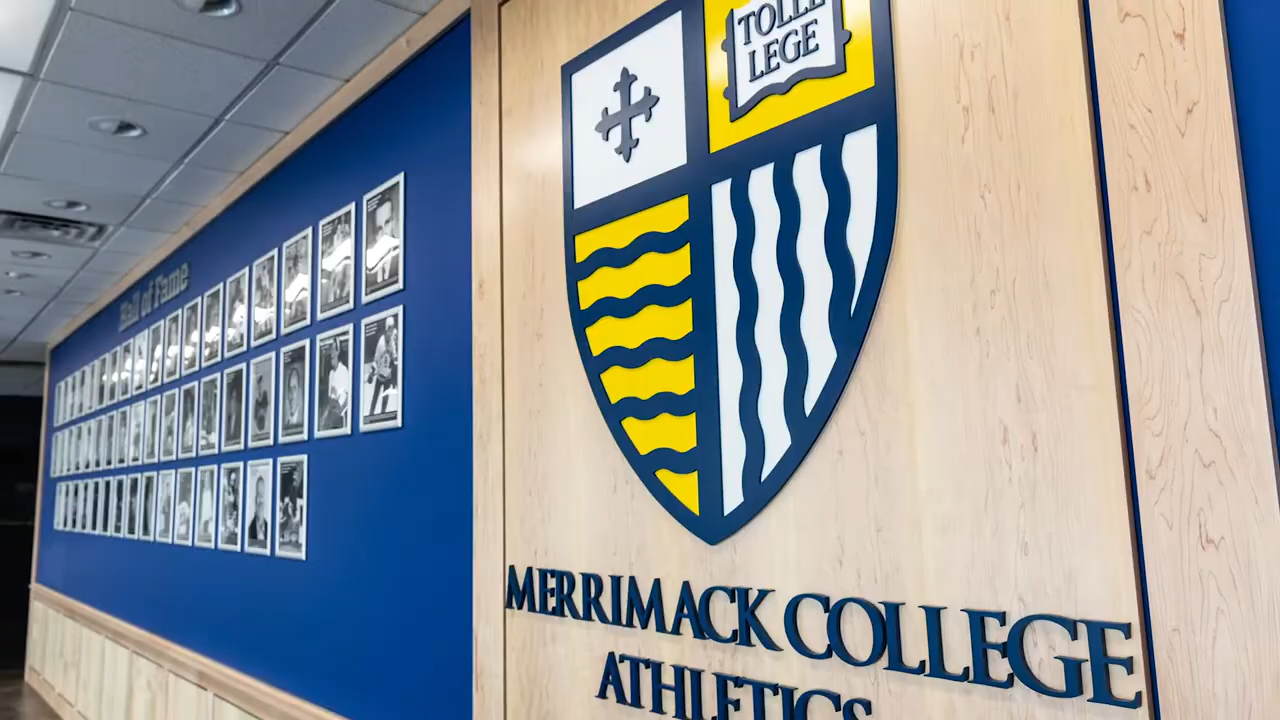 Hall of Fame
TOLLE
LEGE
MERRIMACK COLLEGE
ATHLETICS